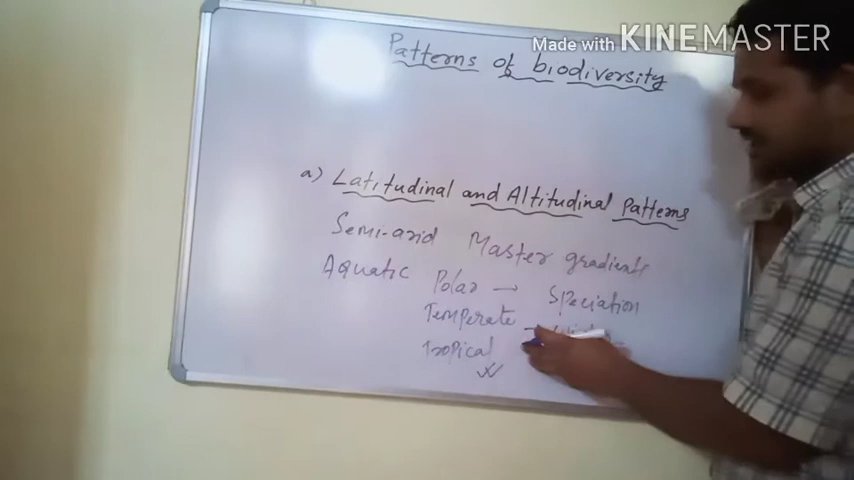 Made with KINEMASTER
Patterns of biodiversity
a) Latitudinal and Altitudinal Patterns
Semi-arid Master gradients
Aquatic Polar → Speciation
Temperate
Tropical